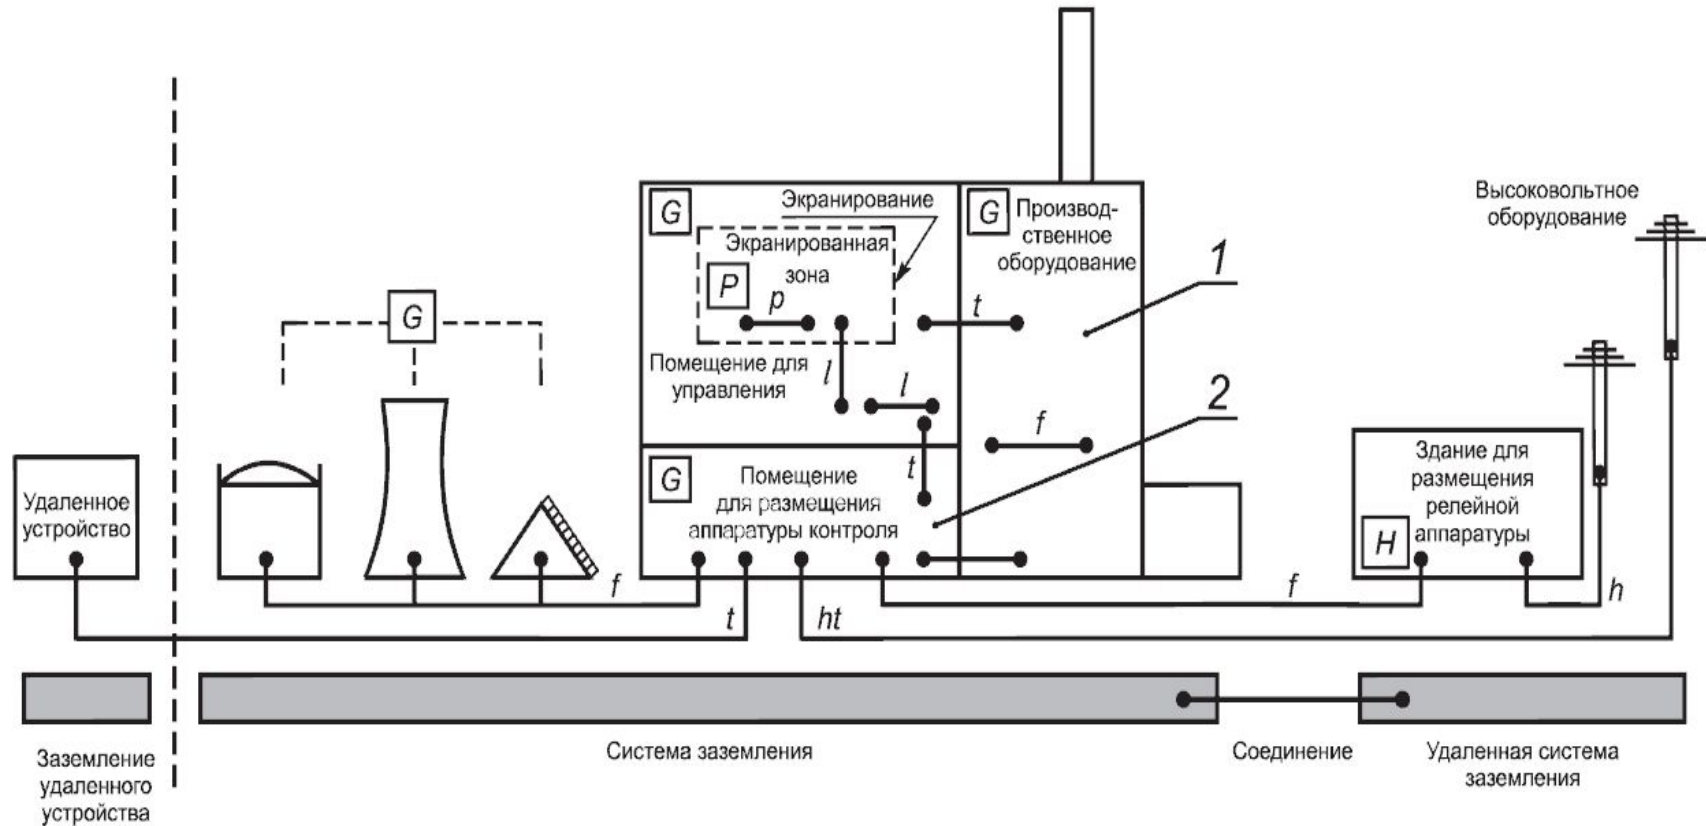 G
Экранирование
Экранированная
зона
P
p
l
l
t
Помещение для
управления
G
Производ-
ственное
оборудование
t
f
1
2
Высоковольтное
оборудование
G
Удаленное
устройство
G
Помещение
для размещения
аппаратуры контроля
Здание для
размещения
релейной
аппаратуры
H
f
t
ht
f
h
Заземление
удаленного
устройства
Система заземления
Соединение
Удаленная система
заземления